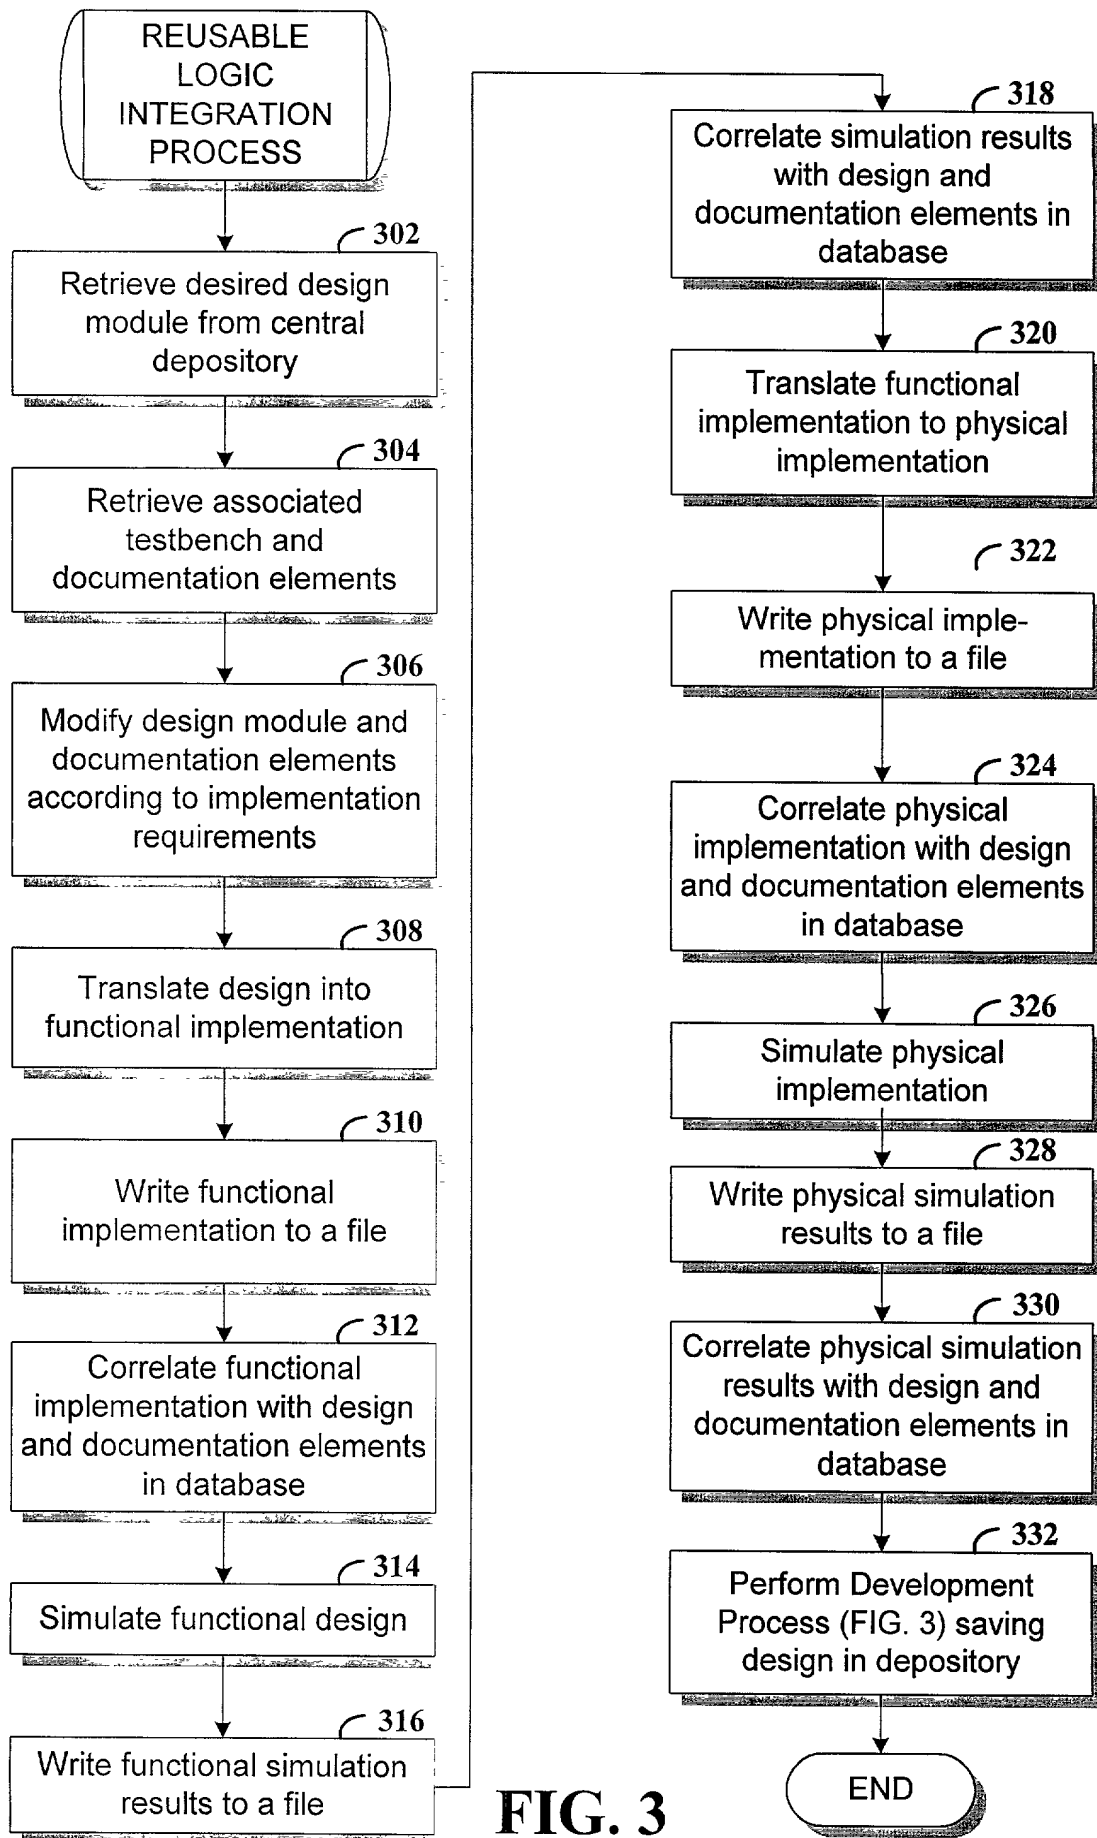 REUSABLE
LOGIC
INTEGRATION
PROCESS
302
Retrieve desired design
module from central
depository
304
Retrieve associated
testbench and
documentation elements
306
Modify design module and
documentation elements
according to implementation
requirements
308
Translate design into
functional implementation
310
Write functional
implementation to a file
312
Correlate functional
implementation with design
and documentation elements
in database
314
Simulate functional design
316
Write functional simulation
results to a file
318
Correlate simulation results
with design and
documentation elements in
database
320
Translate functional
implementation to physical
implementation
322
Write physical imple-
mentation to a file
324
Correlate physical
implementation with design
and documentation elements
in database
326
Simulate physical
implementation
328
Write physical simulation
results to a file
330
Correlate physical simulation
results with design and
documentation elements in
database
332
Perform Development
Process (FIG. 3) saving
design in depository
END
FIG. 3